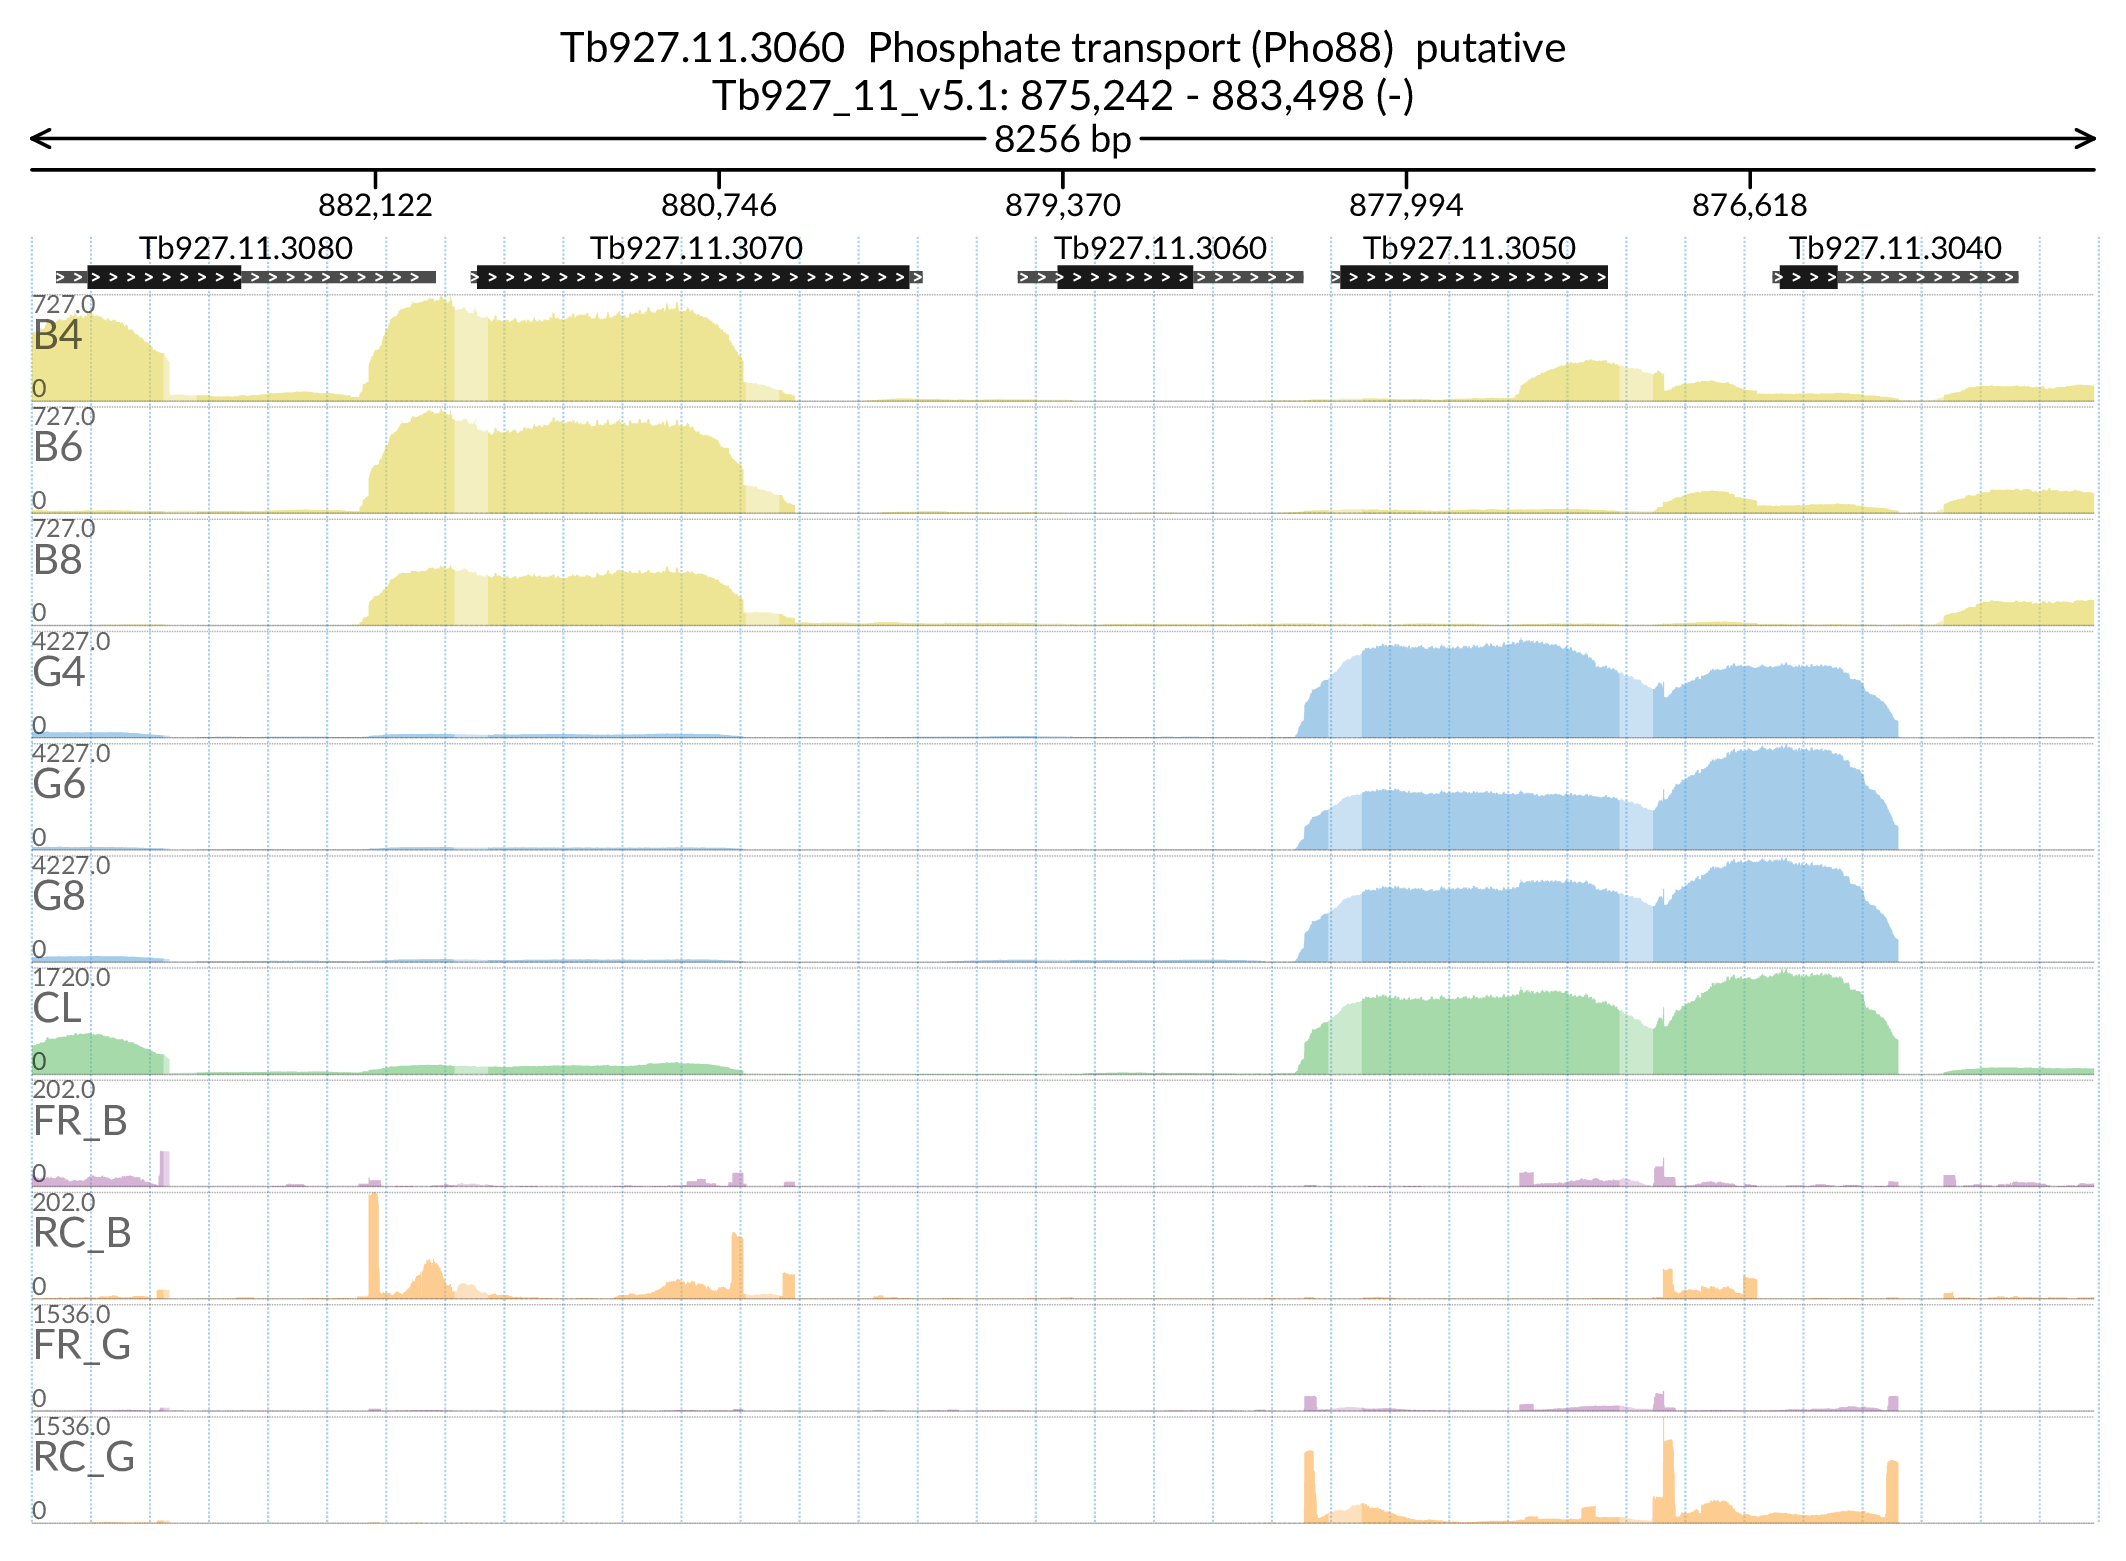 Tb927.11.3060  Phosphate transport (Pho88)  putative
Tb927_11_v5.1: 875,242 - 883,498 (-)
8256 bp
882,122 880,746 879,370 877,994 876,618
Tb927.11.3080 Tb927.11.3070 Tb927.11.3060 Tb927.11.3050 Tb927.11.3040
727.0
B4
0
727.0
B6
0
727.0
B8
0
4227.0
G4
0
4227.0
G6
0
4227.0
G8
0
1720.0
CL
0
202.0
FR_B
0
202.0
RC_B
0
1536.0
FR_G
0
1536.0
RC_G
0